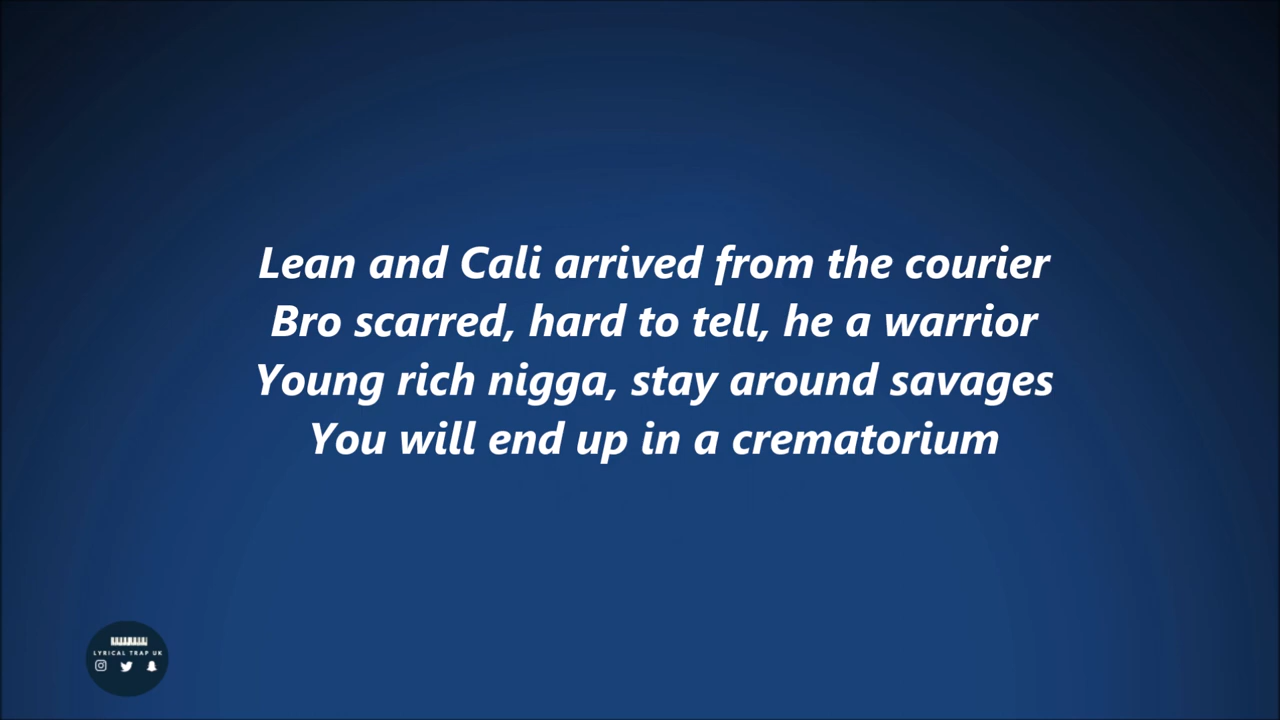 Lean and Cali arrived from the courier
Bro scarred, hard to tell, he a warrior
Young rich nigga, stay around savages
You will end up in a crematorium
LYRICAL TRAP UK